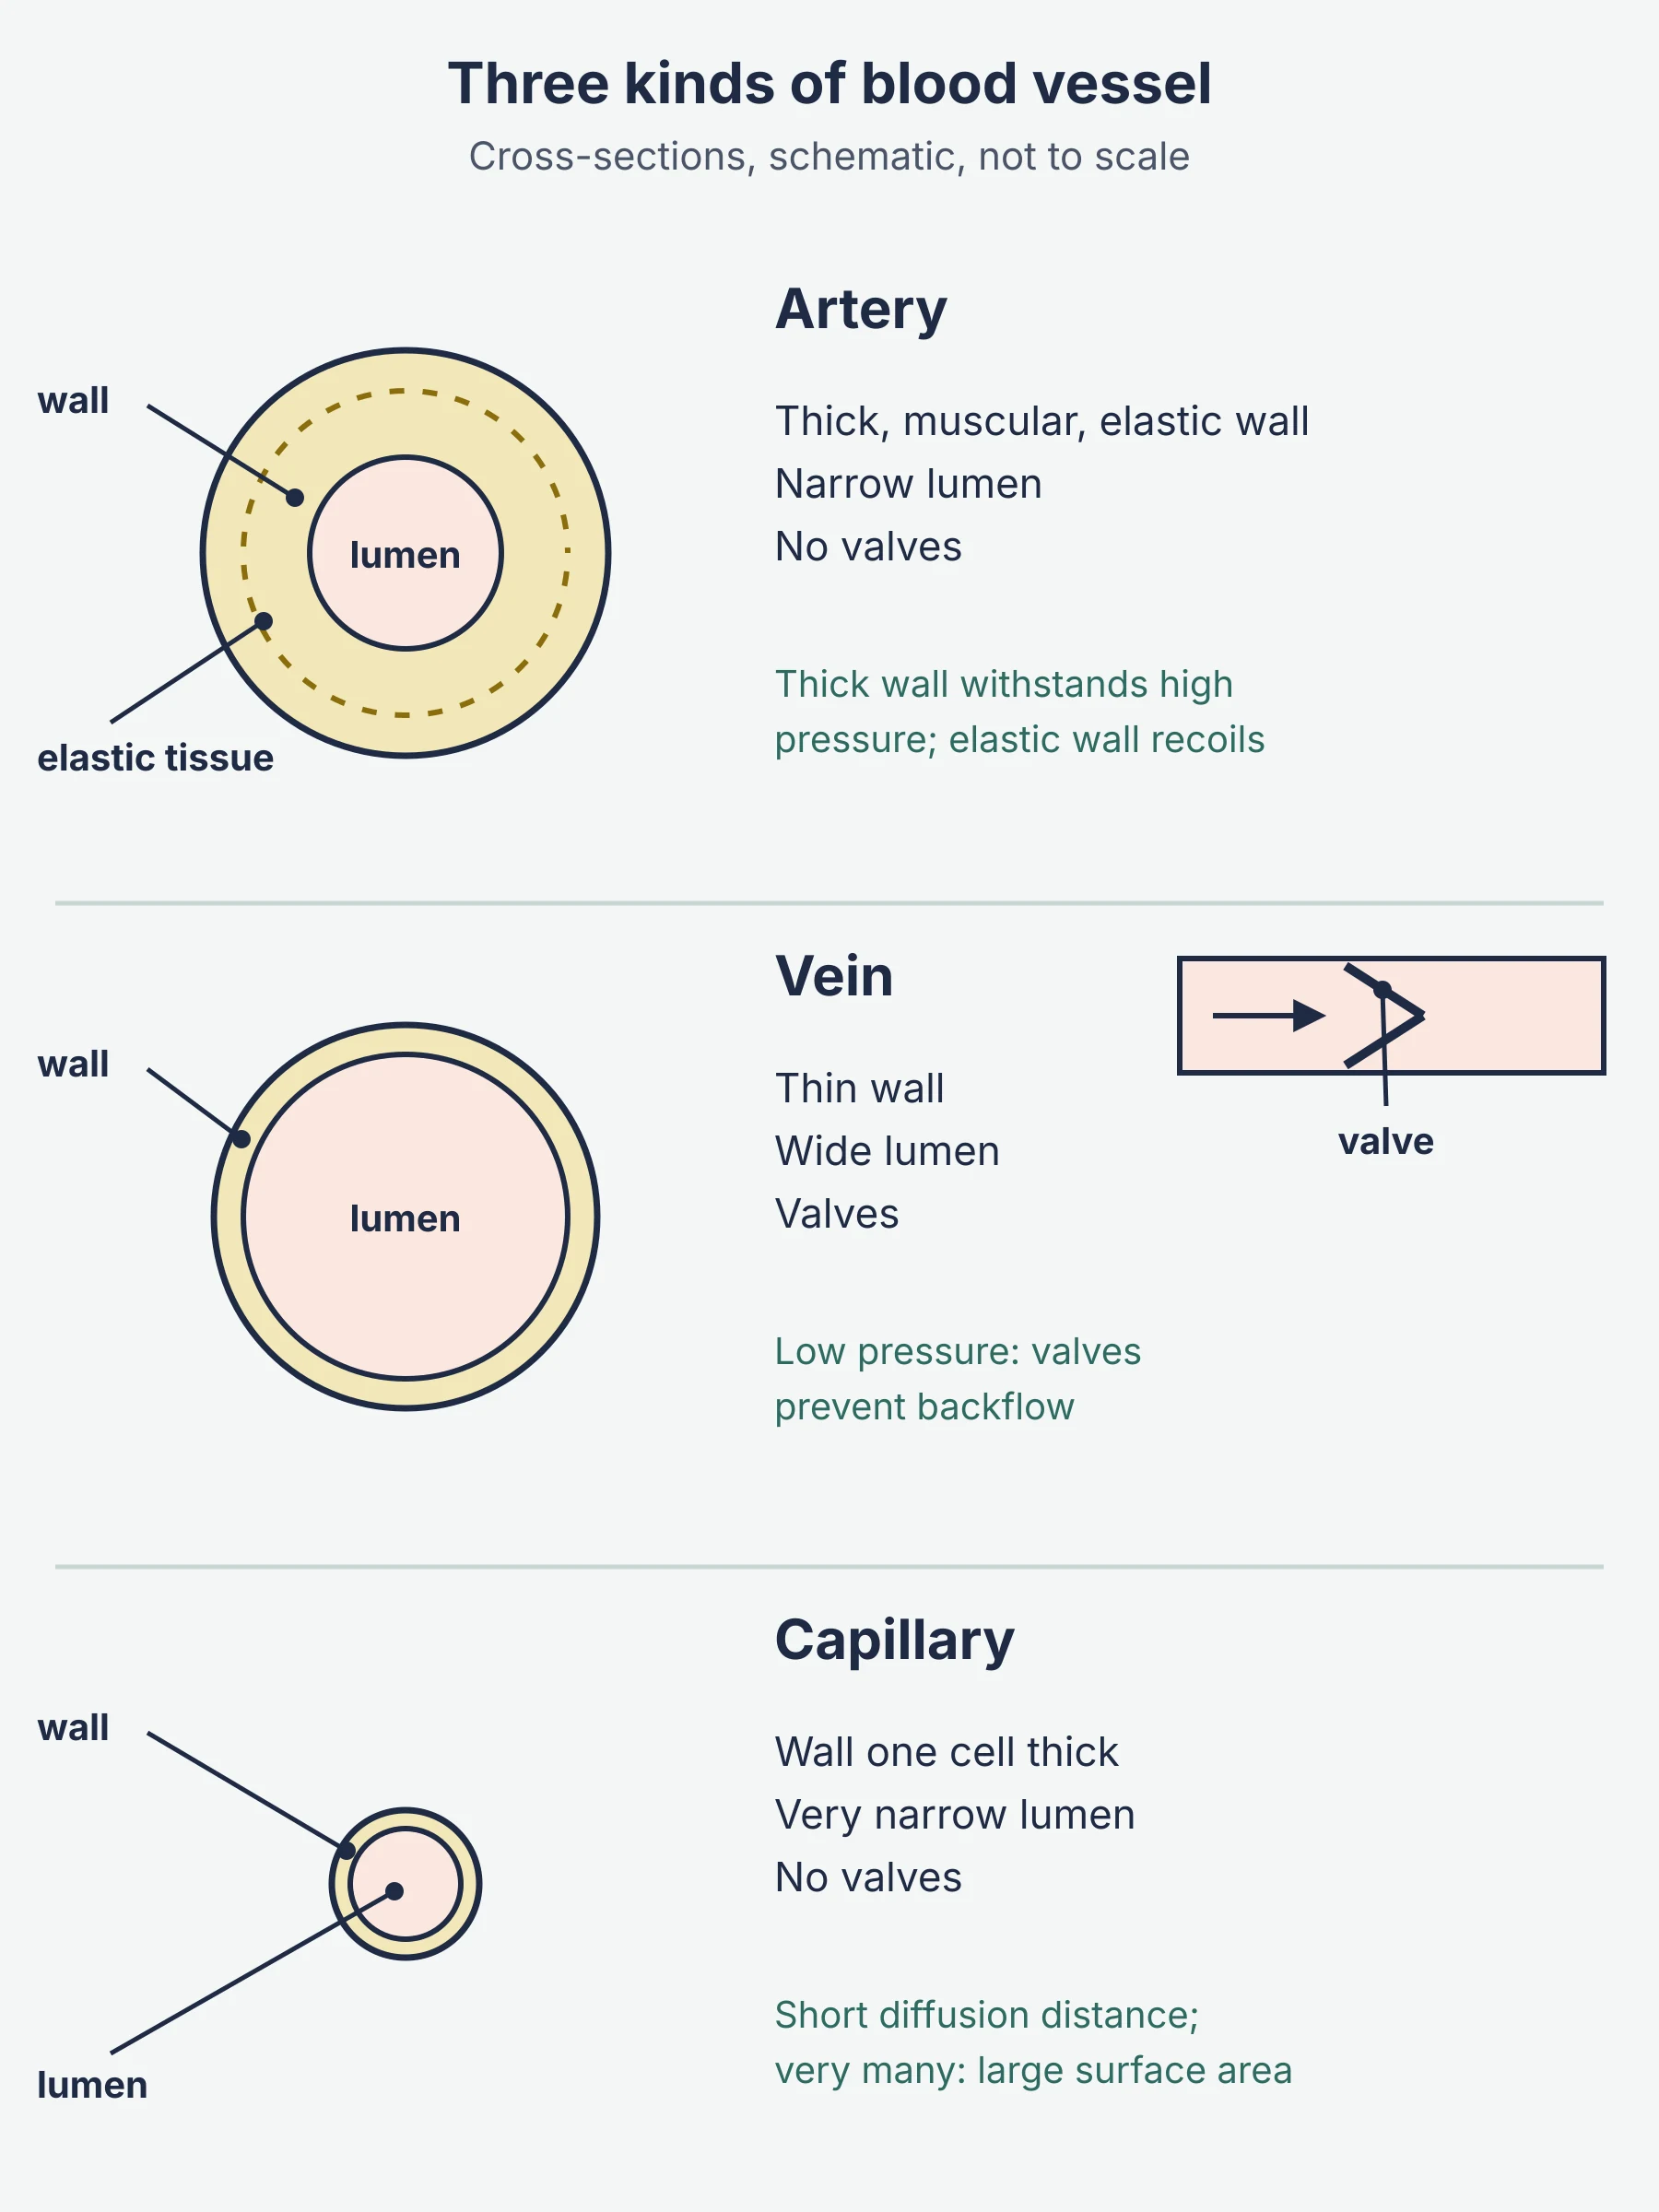 Three kinds of blood vessel
Cross-sections, schematic, not to scale
Artery
wall
lumen
elastic tissue
Thick, muscular, elastic wall
Narrow lumen
No valves
Thick wall withstands high
pressure; elastic wall recoils
Vein
wall
lumen
valve
Thin wall
Wide lumen
Valves
Low pressure: valves
prevent backflow
Capillary
wall
lumen
Wall one cell thick
Very narrow lumen
No valves
Short diffusion distance;
very many: large surface area